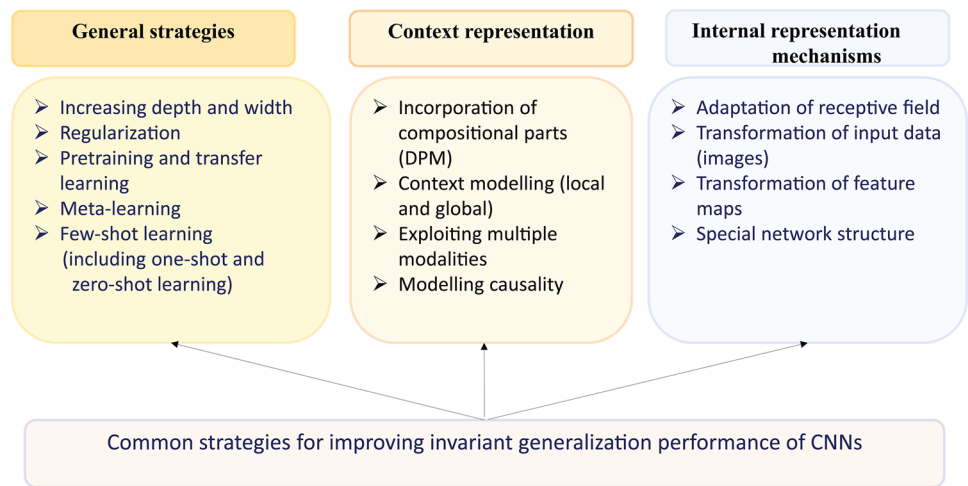 General strategies
Increasing depth and width
Regularization
Pretraining and transfer
learning
Meta-learning
Few-shot learning
(including one-shot and
zero-shot learning)
Context representation
Incorporation of
compositional parts
(DPM)
Context modelling (local
and global)
Exploiting multiple
modalities
Modelling causality
Internal representation
mechanisms
Adaptation of receptive field
Transformation of input data
(images)
Transformation of feature
maps
Special network structure
Common strategies for improving invariant generalization performance of CNNs